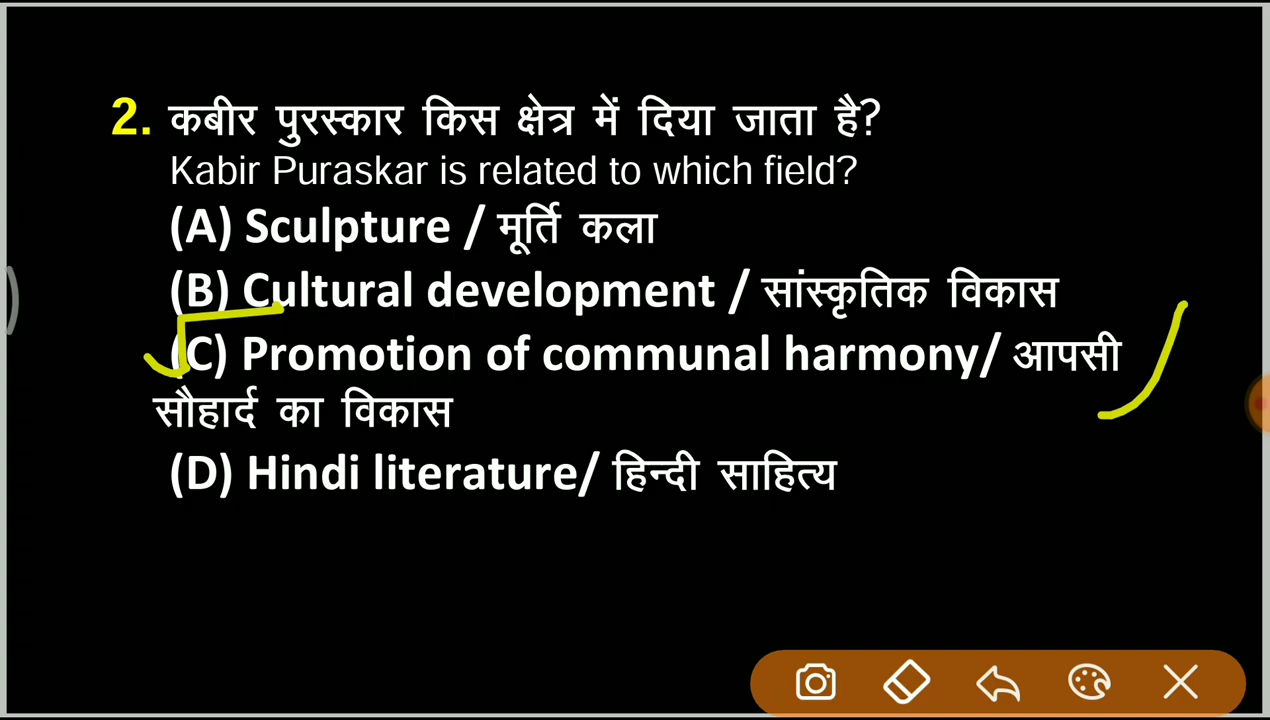 2. कबीर पुरस्कार किस क्षेत्र में दिया जाता है?
Kabir Puraskar is related to which field?
(A) Sculpture / मूर्ति कला
(B) Cultural development / सांस्कृतिक विकास
(C) Promotion of communal harmony/ आपसी
सौहार्द का विकास
(D) Hindi literature/ हिन्दी साहित्य